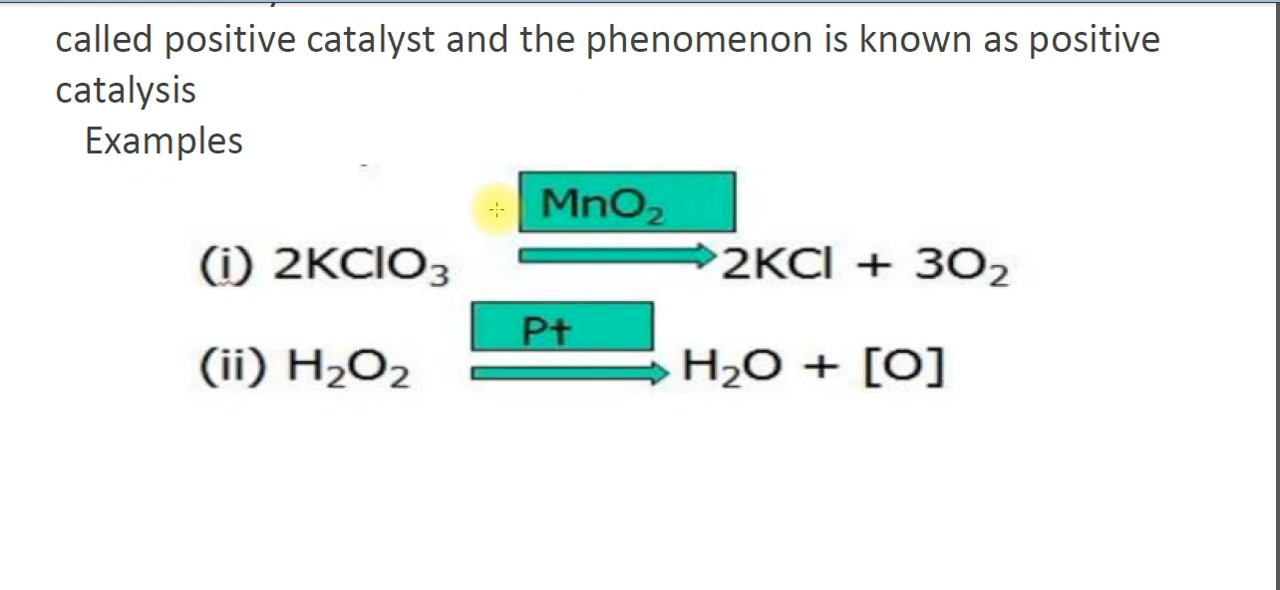 called positive catalyst and the phenomenon is known as positive
catalysis
Examples
MnO₂
(i) 2KClO₃ → 2KCl + 3O₂
Pt
(ii) H₂O₂ → H₂O + [O]